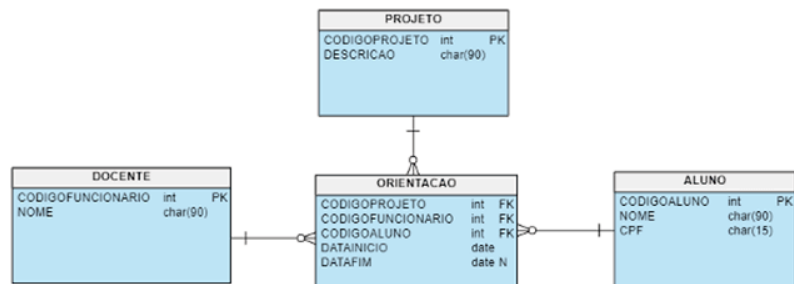 PROJETO
CODIGOPROJETO int PK
DESCRICAO char(90)
DOCENTE
CODIGOFUNCIONARIO int PK
NOME char(90)
ORIENTACAO
CODIGOPROJETO int FK
CODIGOFUNCIONARIO int FK
CODIGOALUNO int FK
DATAINICIO date
DATAFIM date N
ALUNO
CODIGOALUNO int PK
NOME char(90)
CPF char(15)